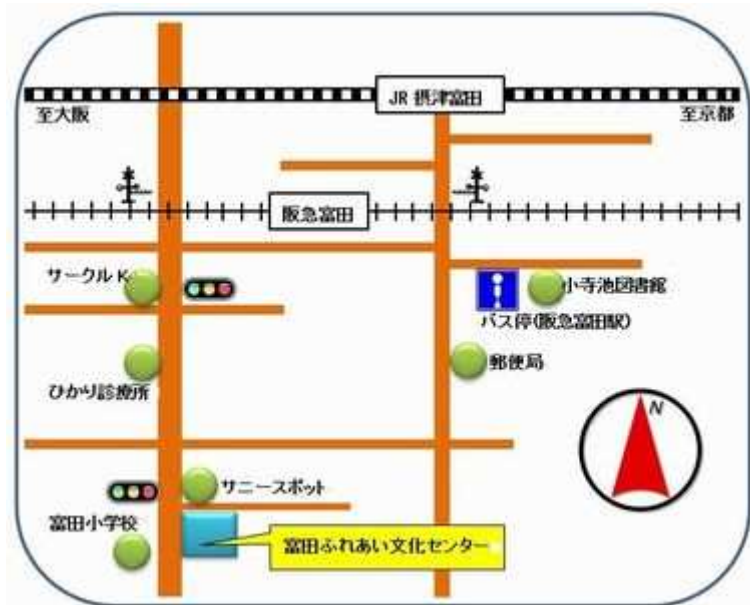 JR 摂津富田
至大阪
至京都
阪急富田
サークル K
小寺池図書館
バス停(阪急富田駅)
郵便局
ひかり診療所
N
サニースポット
富田小学校
富田ふれあい文化センター